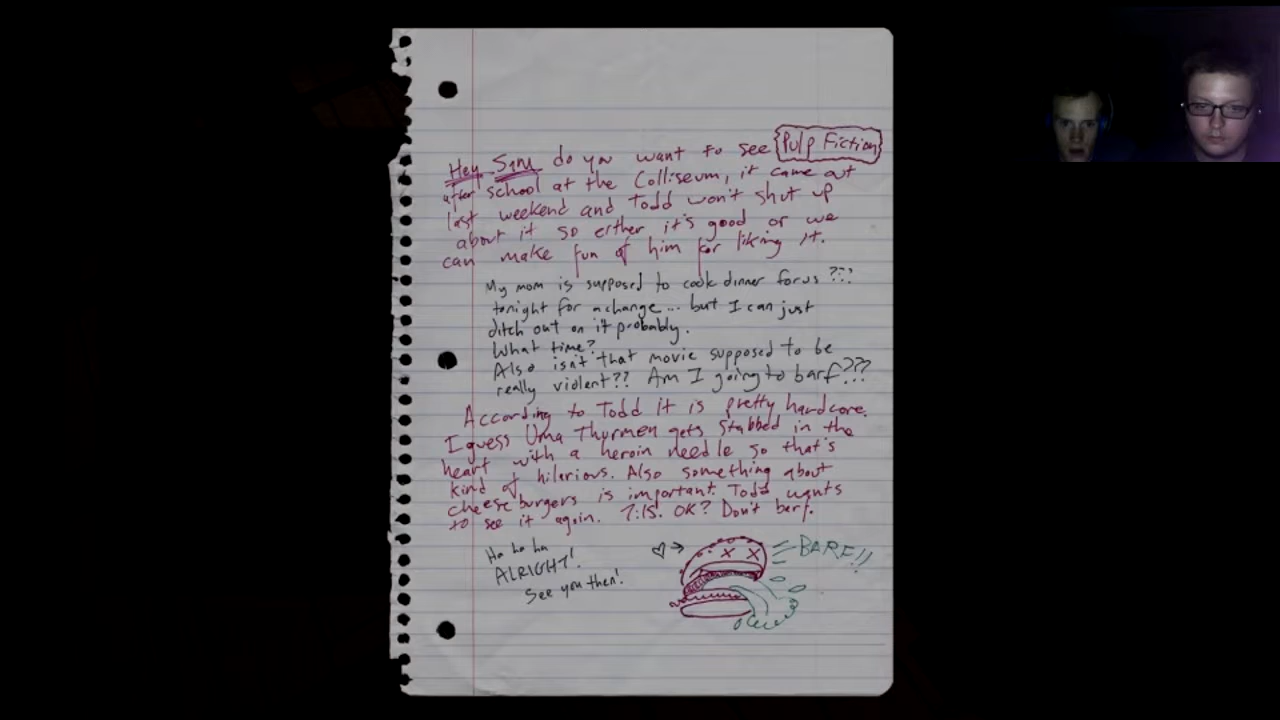 Hey Sam do you want to see Pulp Fiction
after school at the Colliseum, it came out
last weekend and Todd won't shut up
about it so either it's good or we
can make fun of him for liking it.
My mom is supposed to cook dinner for us ???
tonight for a change... but I can just
ditch out on it probably.
What time?
Also isn't that movie supposed to be
really violent?? Am I going to barf???
According to Todd it is pretty hardcore.
I guess Uma Thurmen gets stabbed in the
heart with a heroin needle so that's
kind of hilarious. Also something about
cheeseburgers is important. Todd wants
to see it again. 7:15. OK? Don't barf.
Ha ha ha
ALRIGHT!
See you then!
BARF!!